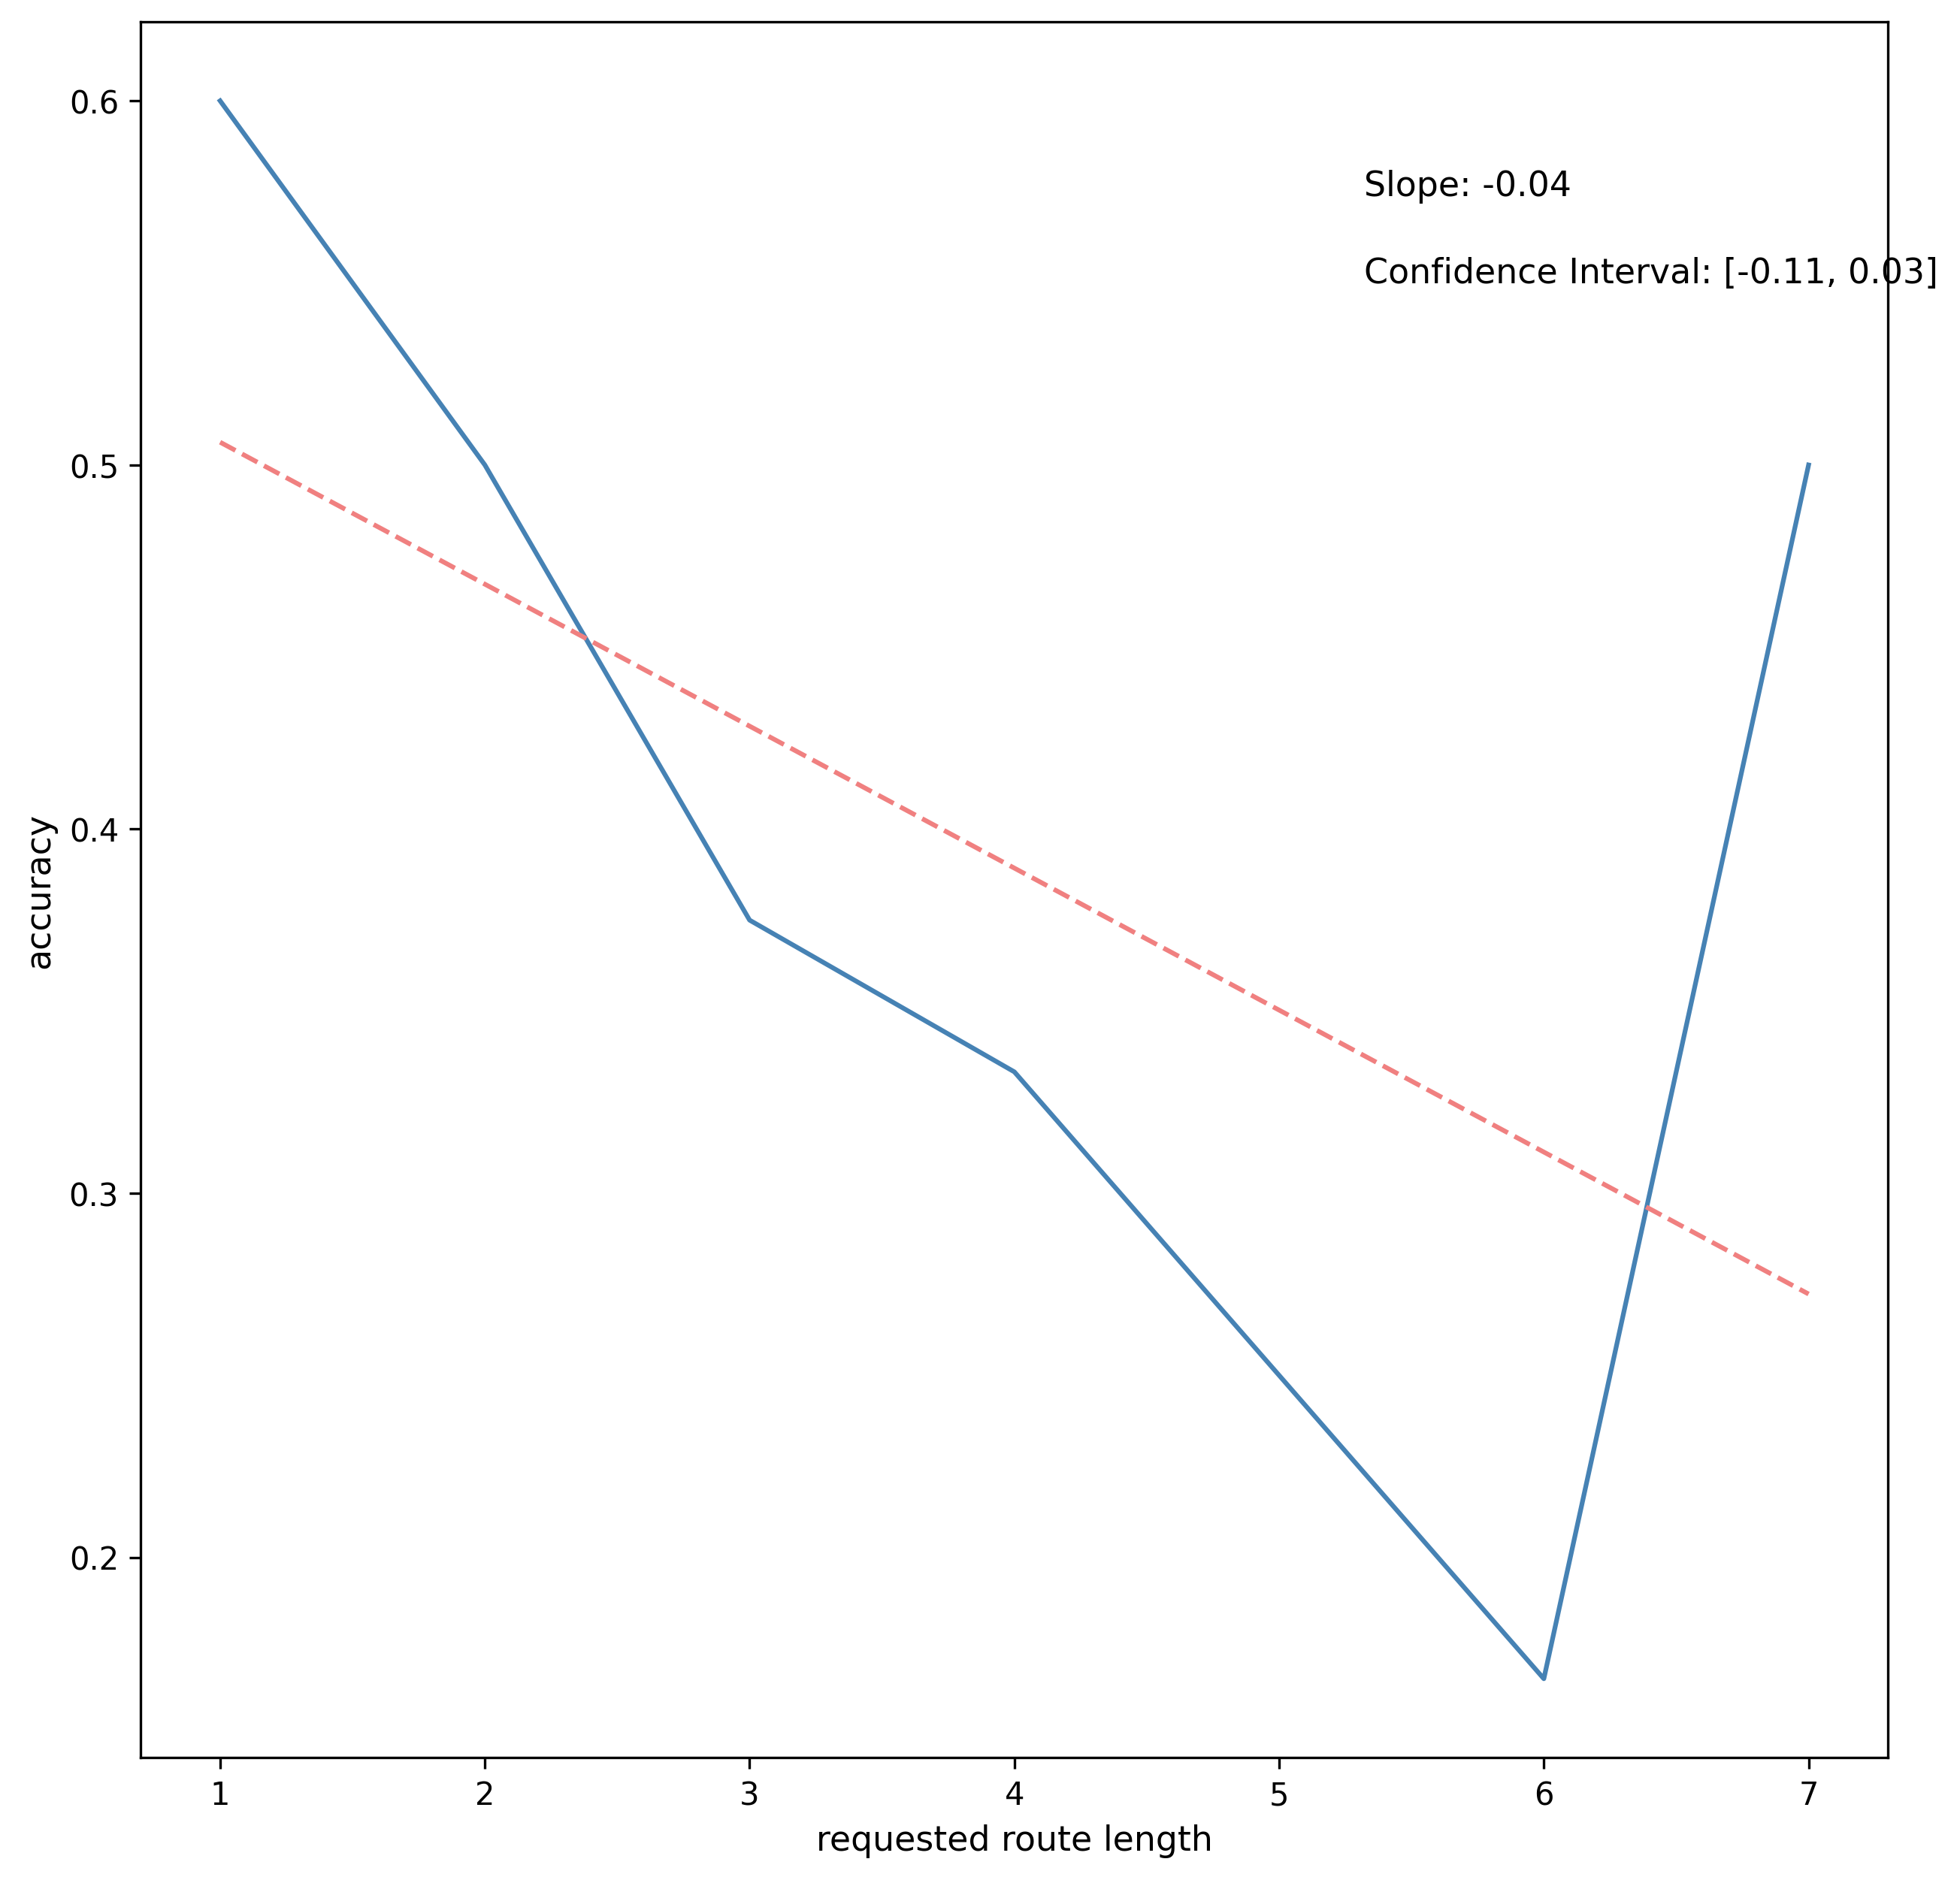 0.6
0.5
0.4
0.3
0.2
accuracy
Slope: -0.04
Confidence Interval: [-0.11, 0.03]
1 2 3 4 5 6 7
requested route length